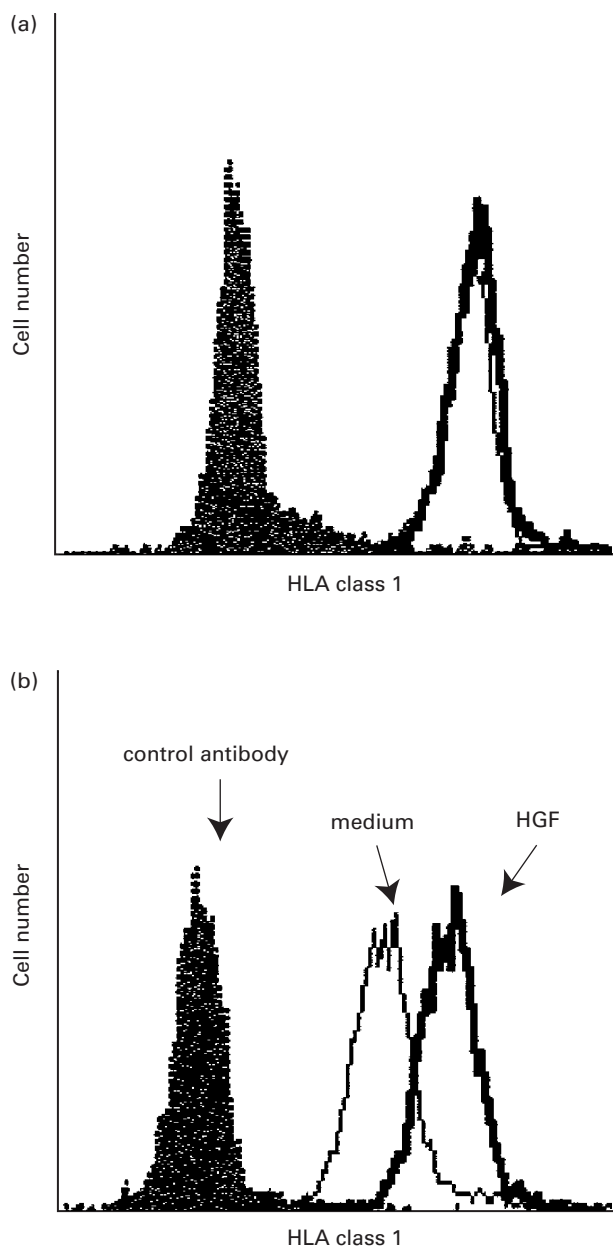 (a)
Cell number
HLA class 1
(b)
control antibody
medium
HGF
Cell number
HLA class 1